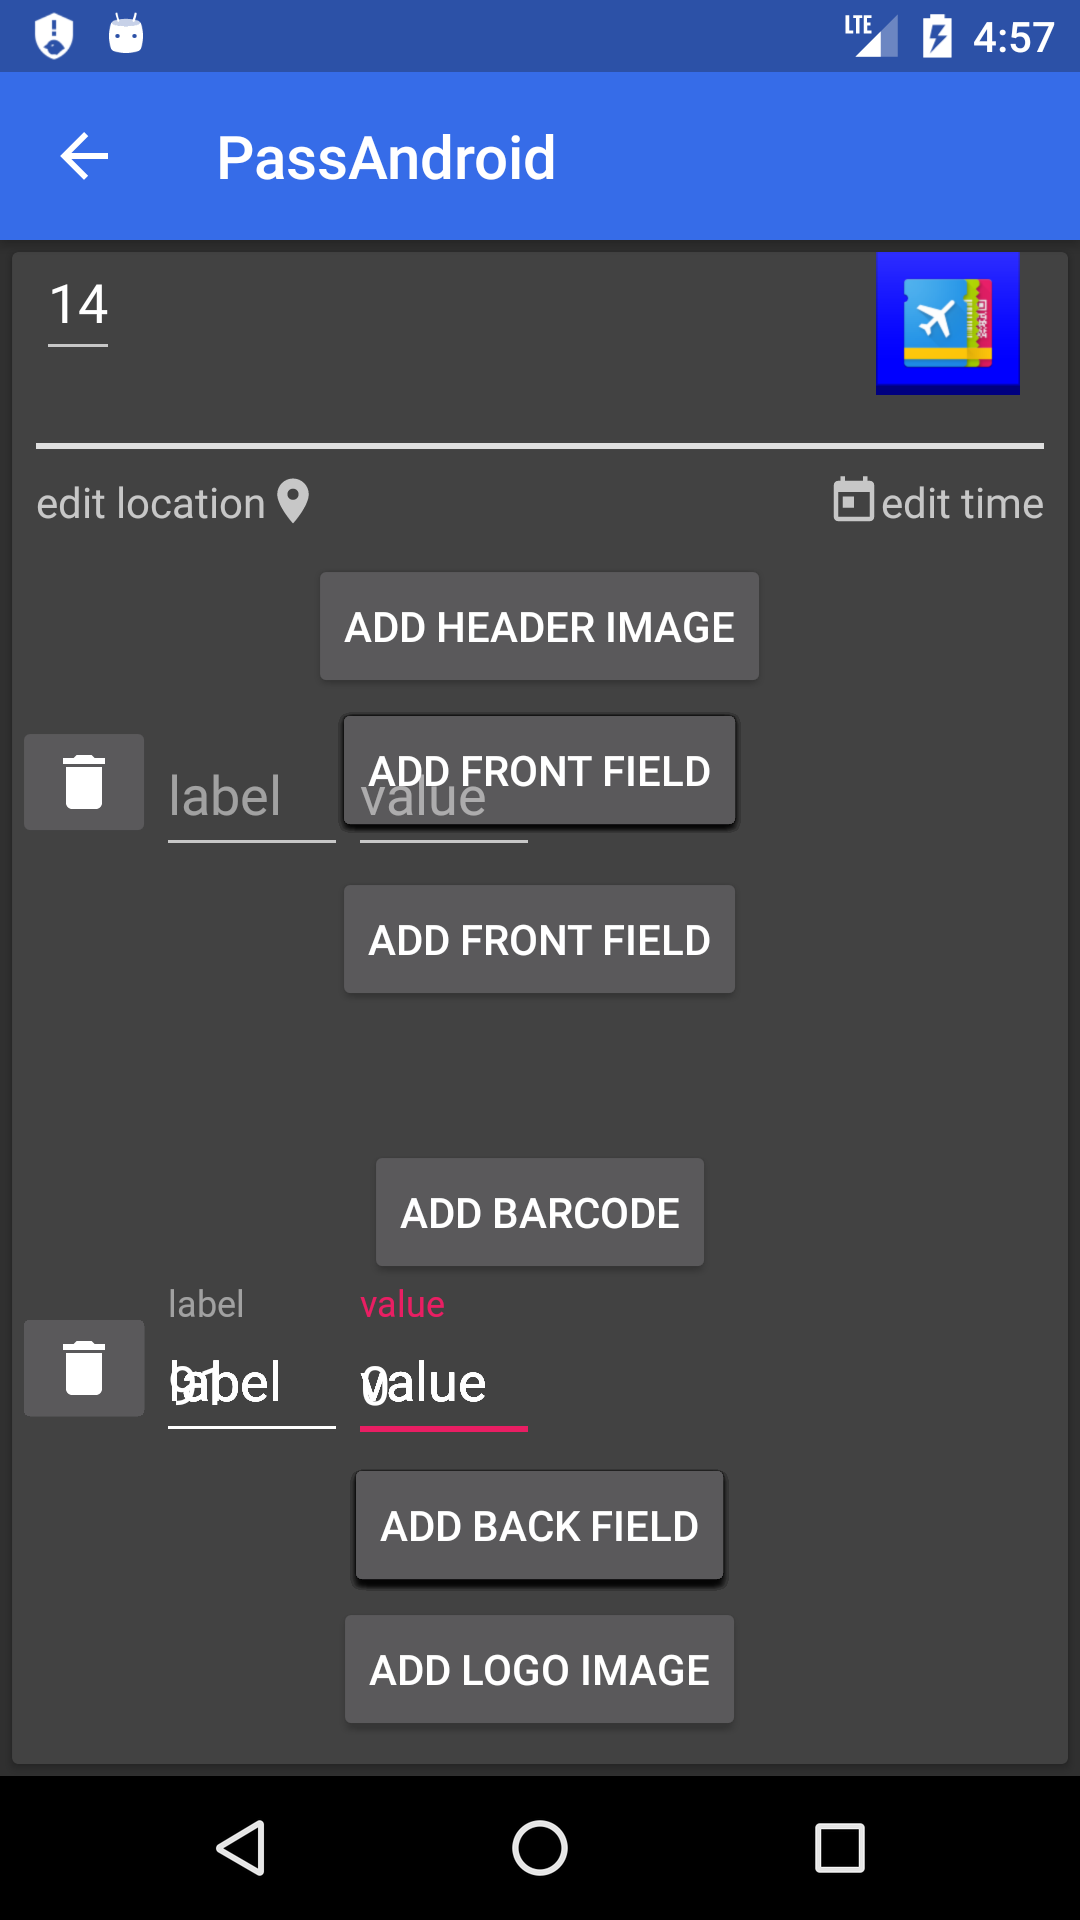 LTE 4:57
PassAndroid
14
edit location edit time
ADD HEADER IMAGE
ADD FRONT FIELD
label value
ADD FRONT FIELD
ADD BARCODE
label value
label value
ADD BACK FIELD
ADD LOGO IMAGE